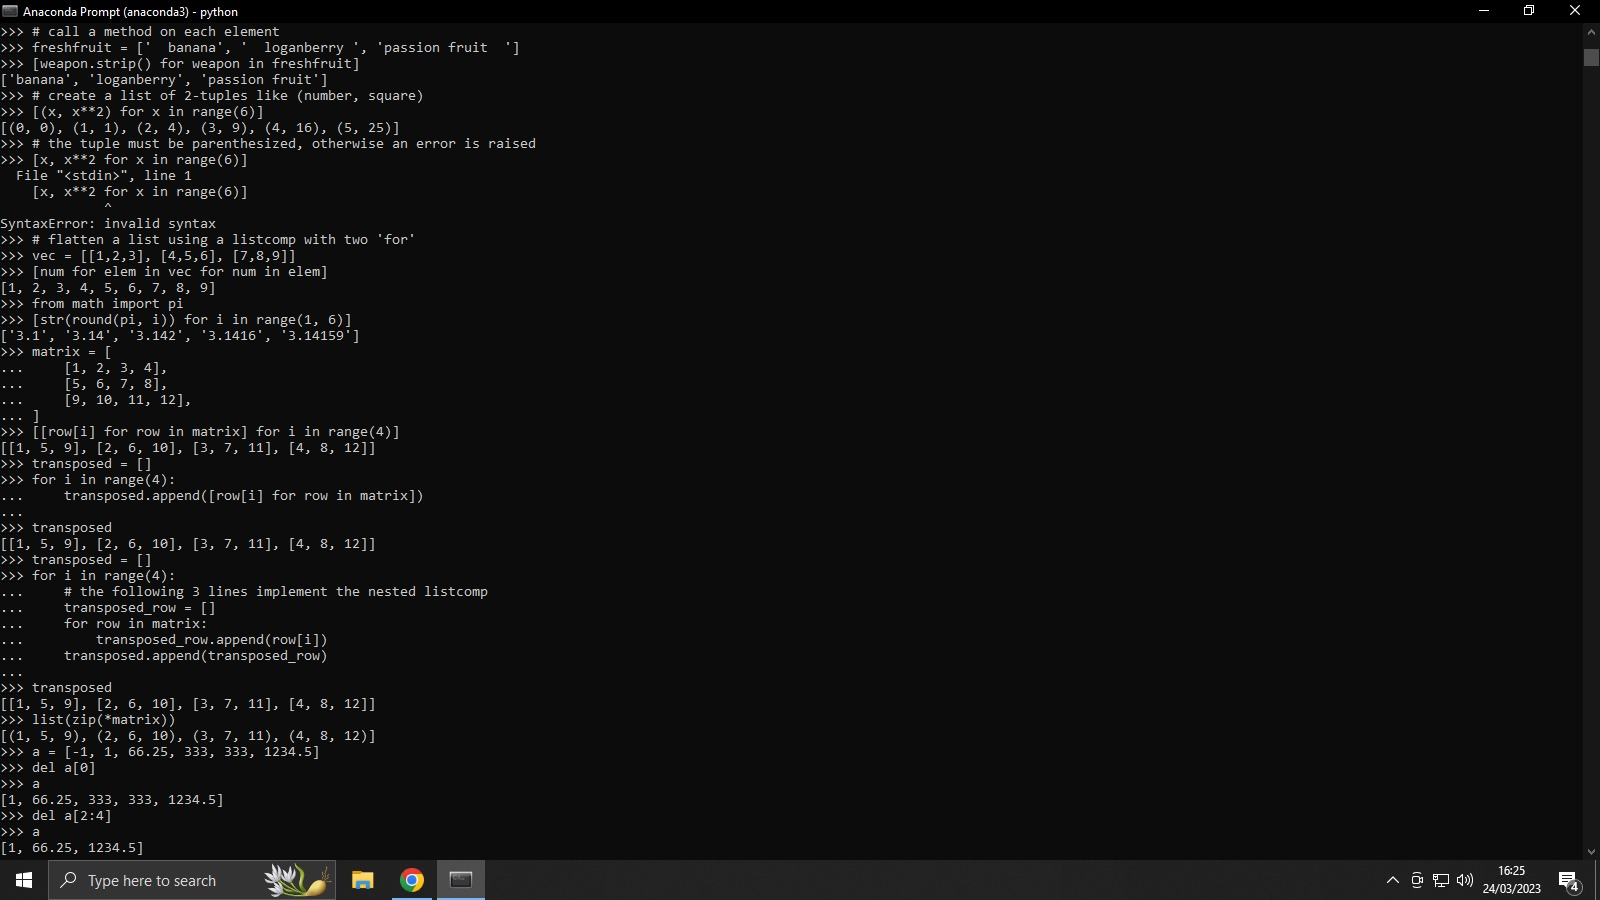 Anaconda Prompt (anaconda3) - python
>>> # call a method on each element
>>> freshfruit = ['  banana', '  loganberry ', 'passion fruit  ']
>>> [weapon.strip() for weapon in freshfruit]
['banana', 'loganberry', 'passion fruit']
>>> # create a list of 2-tuples like (number, square)
>>> [(x, x**2) for x in range(6)]
[(0, 0), (1, 1), (2, 4), (3, 9), (4, 16), (5, 25)]
>>> # the tuple must be parenthesized, otherwise an error is raised
>>> [x, x**2 for x in range(6)]
  File "<stdin>", line 1
    [x, x**2 for x in range(6)]
             ^
SyntaxError: invalid syntax
>>> # flatten a list using a listcomp with two 'for'
>>> vec = [[1,2,3], [4,5,6], [7,8,9]]
>>> [num for elem in vec for num in elem]
[1, 2, 3, 4, 5, 6, 7, 8, 9]
>>> from math import pi
>>> [str(round(pi, i)) for i in range(1, 6)]
['3.1', '3.14', '3.142', '3.1416', '3.14159']
>>> matrix = [
...     [1, 2, 3, 4],
...     [5, 6, 7, 8],
...     [9, 10, 11, 12],
... ]
>>> [[row[i] for row in matrix] for i in range(4)]
[[1, 5, 9], [2, 6, 10], [3, 7, 11], [4, 8, 12]]
>>> transposed = []
>>> for i in range(4):
...     transposed.append([row[i] for row in matrix])
...
>>> transposed
[[1, 5, 9], [2, 6, 10], [3, 7, 11], [4, 8, 12]]
>>> transposed = []
>>> for i in range(4):
...     # the following 3 lines implement the nested listcomp
...     transposed_row = []
...     for row in matrix:
...         transposed_row.append(row[i])
...     transposed.append(transposed_row)
...
>>> transposed
[[1, 5, 9], [2, 6, 10], [3, 7, 11], [4, 8, 12]]
>>> list(zip(*matrix))
[(1, 5, 9), (2, 6, 10), (3, 7, 11), (4, 8, 12)]
>>> a = [-1, 1, 66.25, 333, 333, 1234.5]
>>> del a[0]
>>> a
[1, 66.25, 333, 333, 1234.5]
>>> del a[2:4]
>>> a
[1, 66.25, 1234.5]
Type here to search
16:25
24/03/2023
4